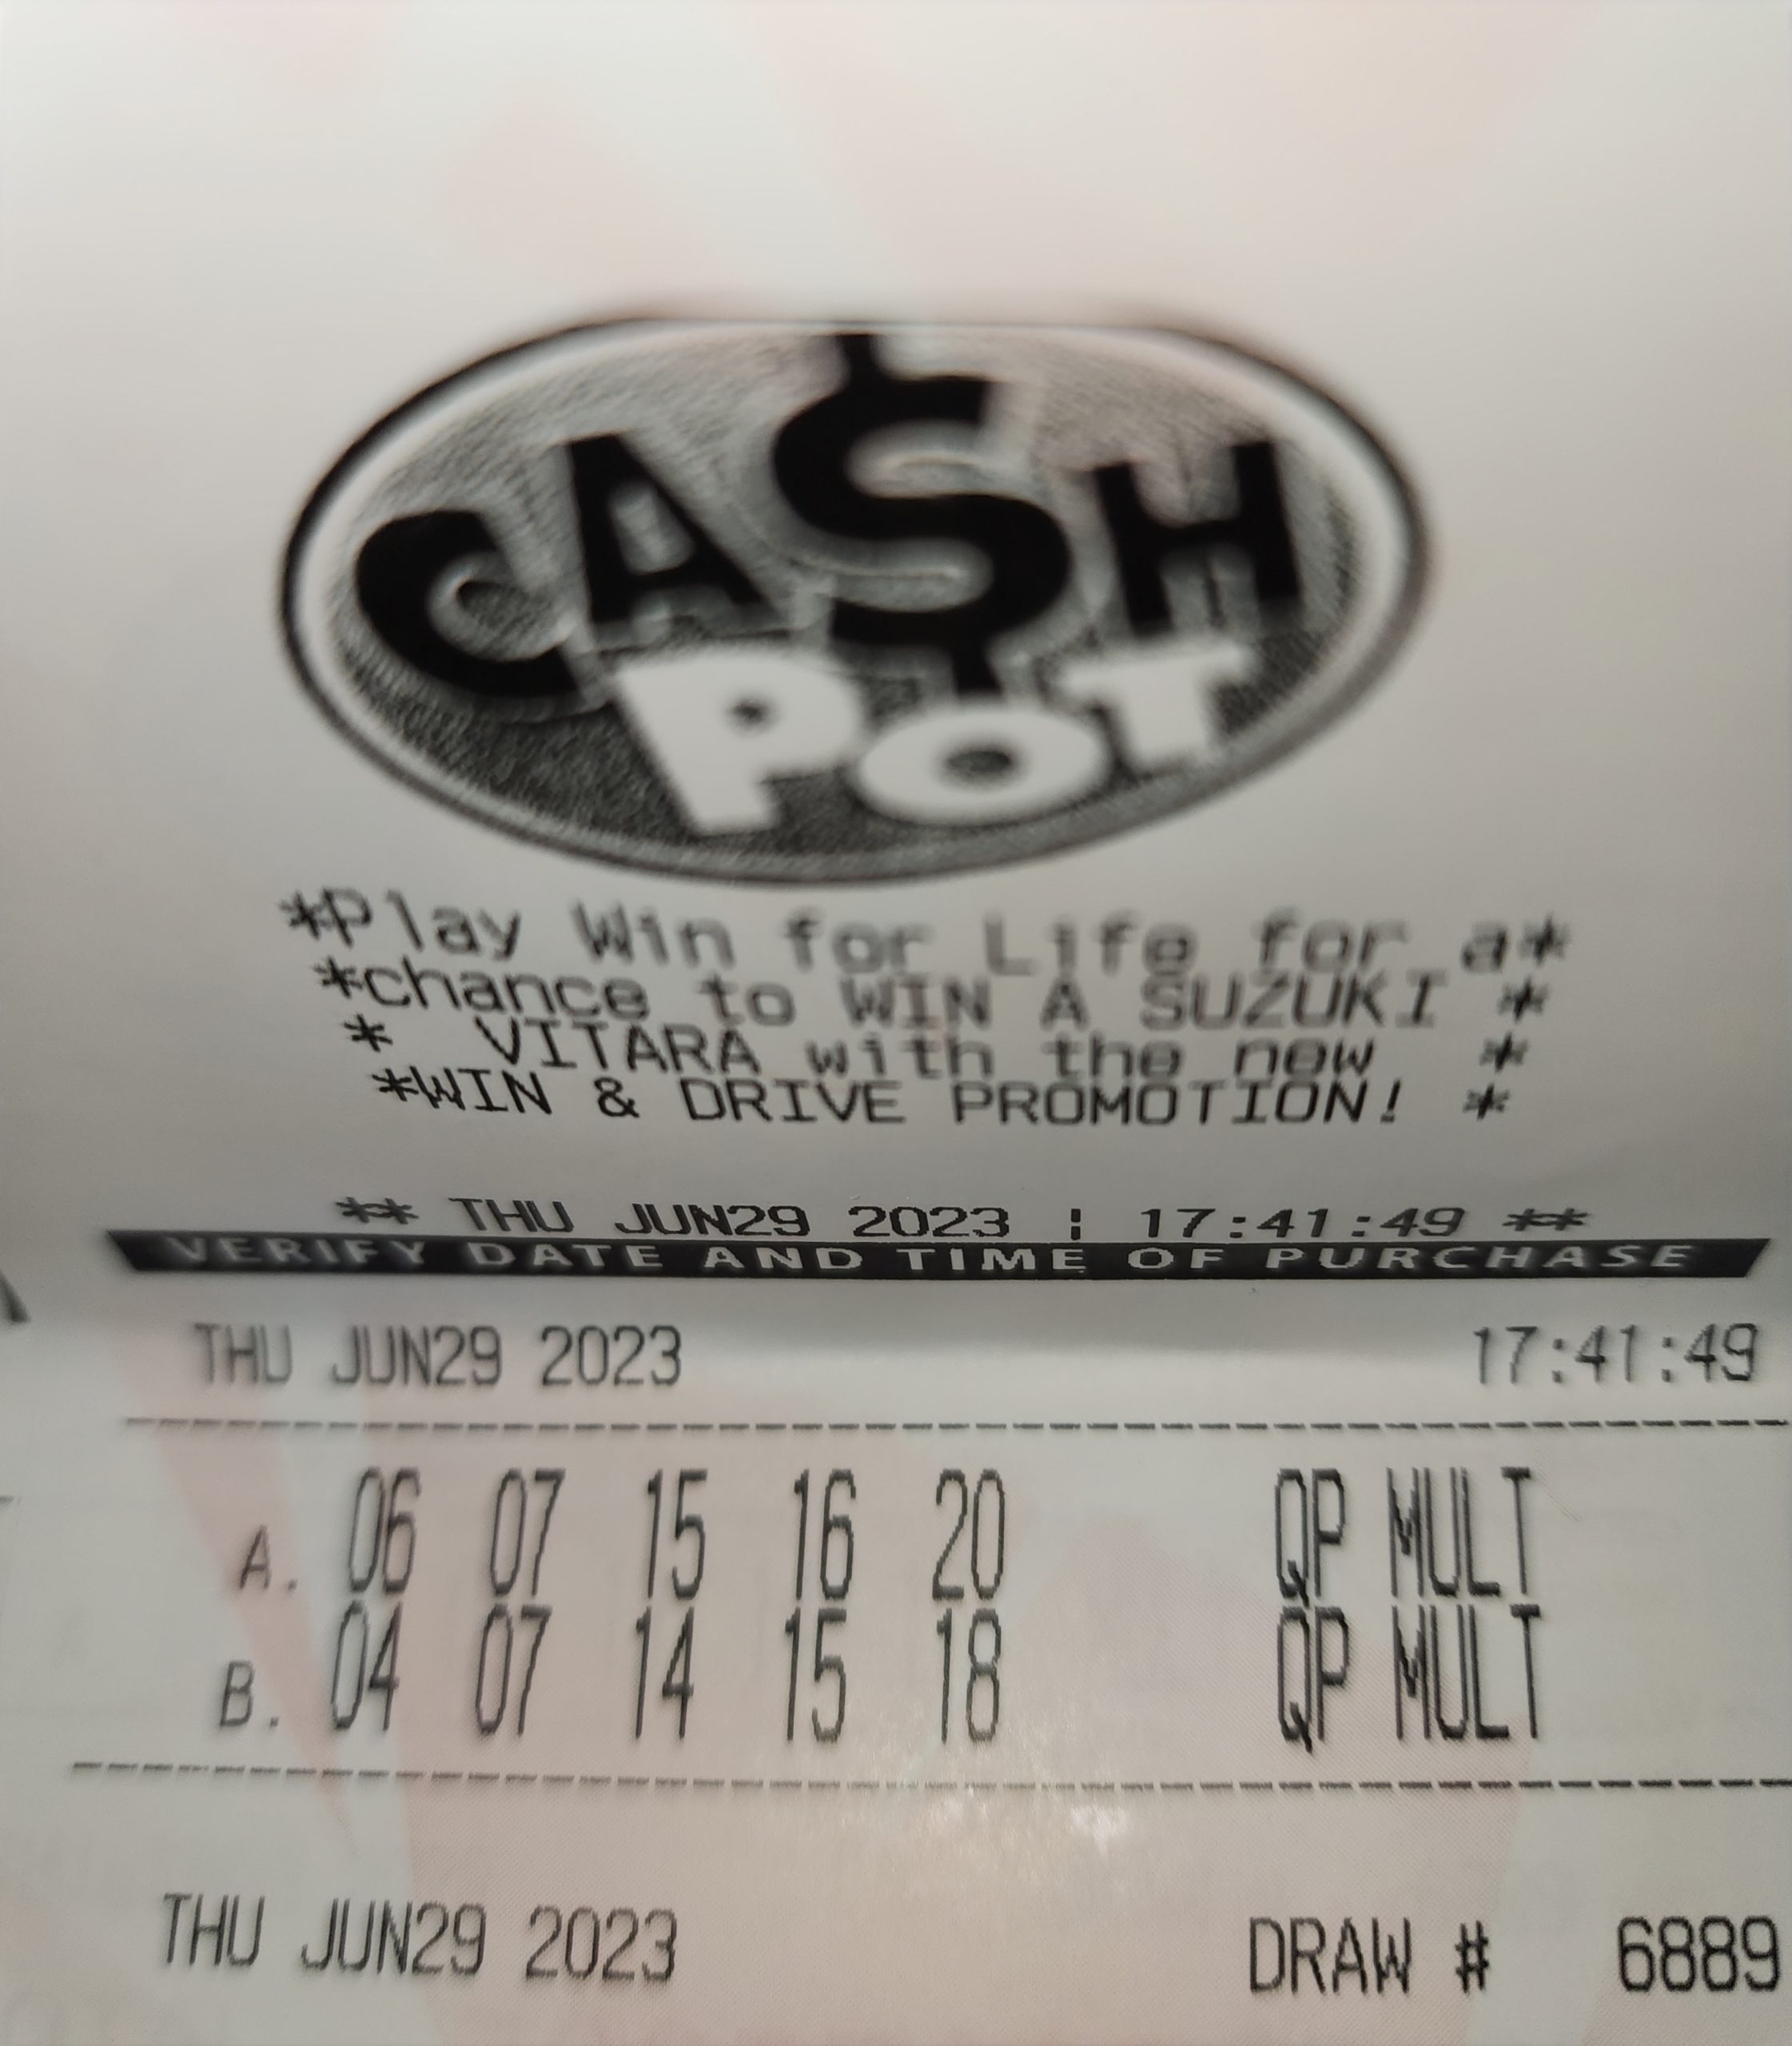 CA$H
POT
*Play Win for Life for a*
*chance to WIN A SUZUKI *
* VITARA with the new *
*WIN & DRIVE PROMOTION! *
** THU JUN29 2023 ¦ 17:41:49 **
VERIFY DATE AND TIME OF PURCHASE
THU JUN29 2023 17:41:49
A. 06 07 15 16 20 QP MULT
B. 04 07 14 15 18 QP MULT
THU JUN29 2023 DRAW # 6889